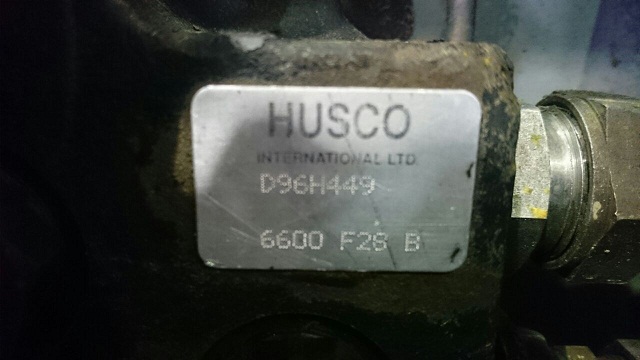 HUSCO
INTERNATIONAL LTD.
D96H449
6600 F28 B